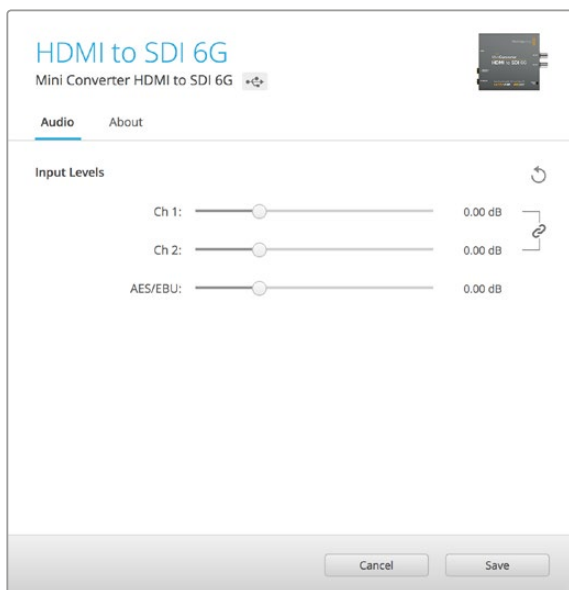 HDMI to SDI 6G
Mini Converter HDMI to SDI 6G
Audio About
Input Levels
Ch 1: 0.00 dB
Ch 2: 0.00 dB
AES/EBU: 0.00 dB
Cancel Save